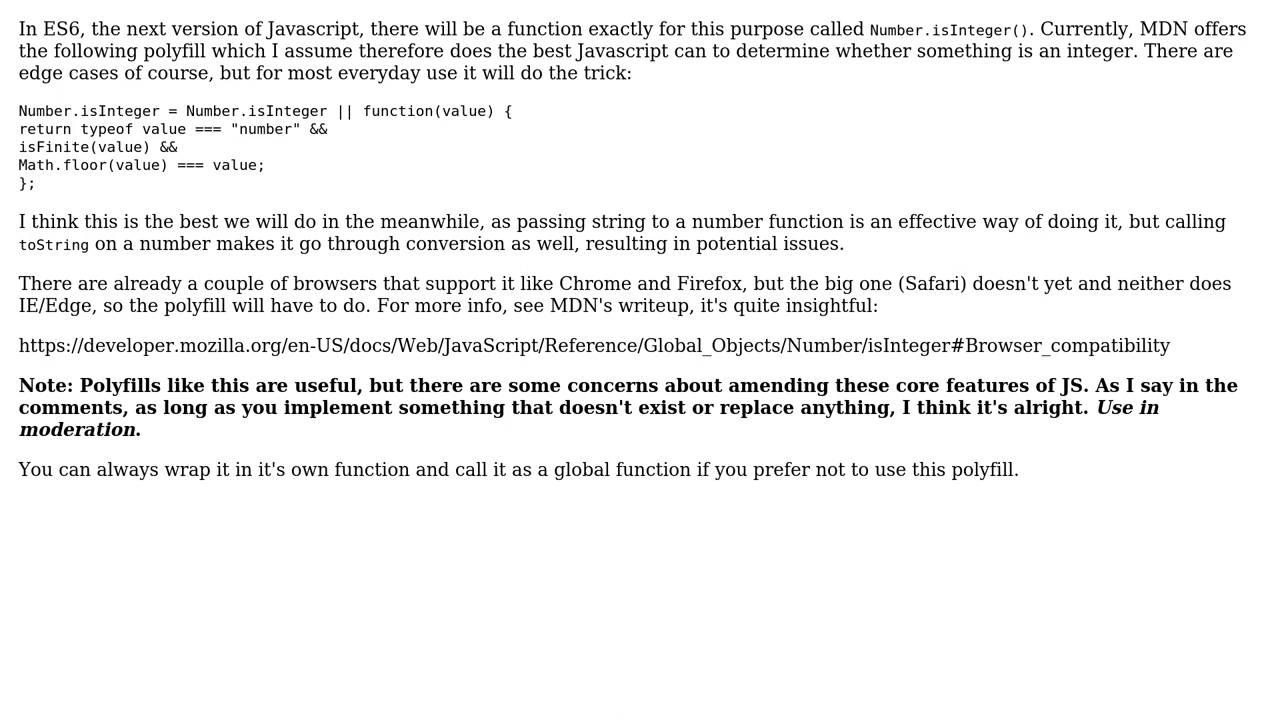 In ES6, the next version of Javascript, there will be a function exactly for this purpose called Number.isInteger(). Currently, MDN offers
the following polyfill which I assume therefore does the best Javascript can to determine whether something is an integer. There are
edge cases of course, but for most everyday use it will do the trick:
Number.isInteger = Number.isInteger || function(value) {
return typeof value === "number" &&
isFinite(value) &&
Math.floor(value) === value;
};
I think this is the best we will do in the meanwhile, as passing string to a number function is an effective way of doing it, but calling
toString on a number makes it go through conversion as well, resulting in potential issues.
There are already a couple of browsers that support it like Chrome and Firefox, but the big one (Safari) doesn't yet and neither does
IE/Edge, so the polyfill will have to do. For more info, see MDN's writeup, it's quite insightful:
https://developer.mozilla.org/en-US/docs/Web/JavaScript/Reference/Global_Objects/Number/isInteger#Browser_compatibility
Note: Polyfills like this are useful, but there are some concerns about amending these core features of JS. As I say in the
comments, as long as you implement something that doesn't exist or replace anything, I think it's alright. Use in
moderation.
You can always wrap it in it's own function and call it as a global function if you prefer not to use this polyfill.